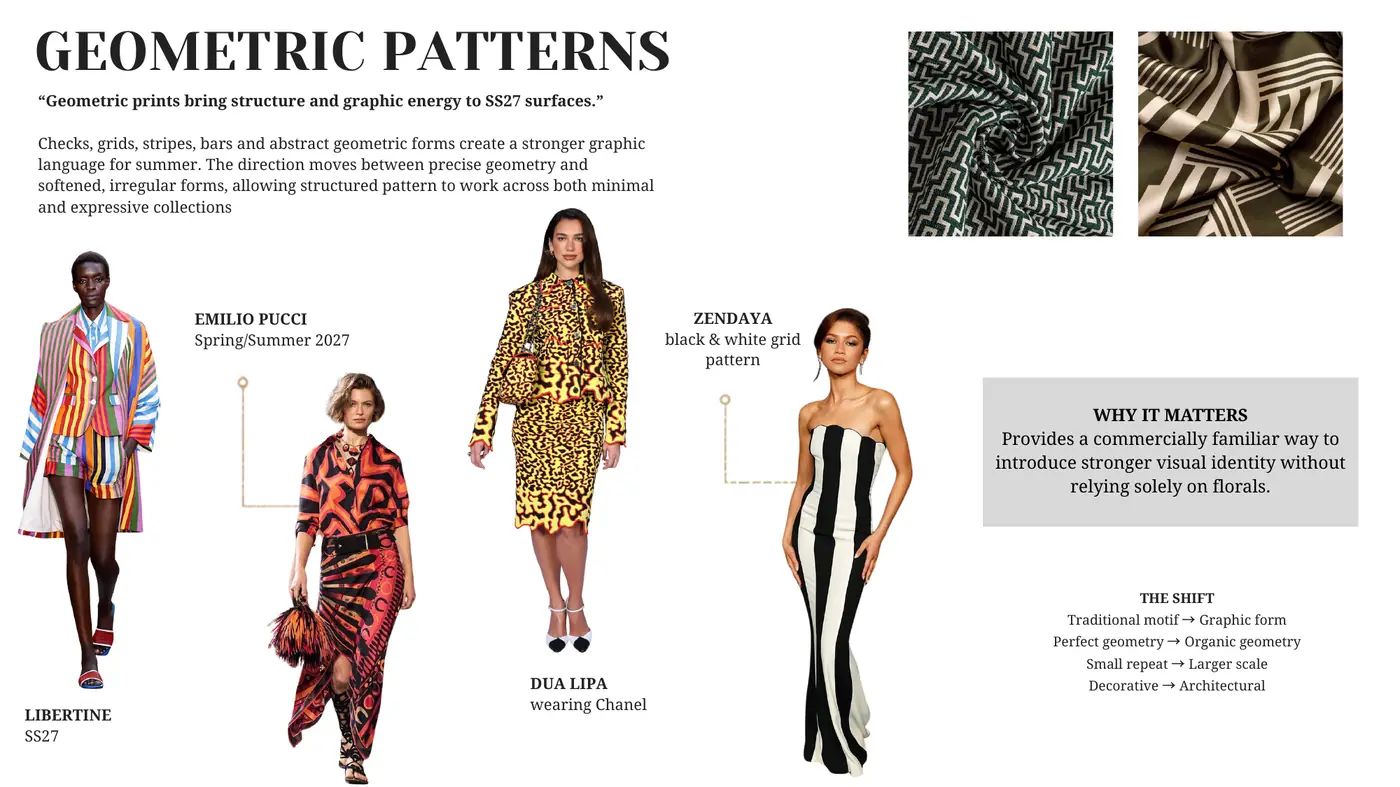 GEOMETRIC PATTERNS
“Geometric prints bring structure and graphic energy to SS27 surfaces.”
Checks, grids, stripes, bars and abstract geometric forms create a stronger graphic
language for summer. The direction moves between precise geometry and
softened, irregular forms, allowing structured pattern to work across both minimal
and expressive collections
EMILIO PUCCI
Spring/Summer 2027
ZENDAYA
black & white grid
pattern
WHY IT MATTERS
Provides a commercially familiar way to
introduce stronger visual identity without
relying solely on florals.
THE SHIFT
Traditional motif → Graphic form
Perfect geometry → Organic geometry
Small repeat → Larger scale
Decorative → Architectural
DUA LIPA
wearing Chanel
LIBERTINE
SS27